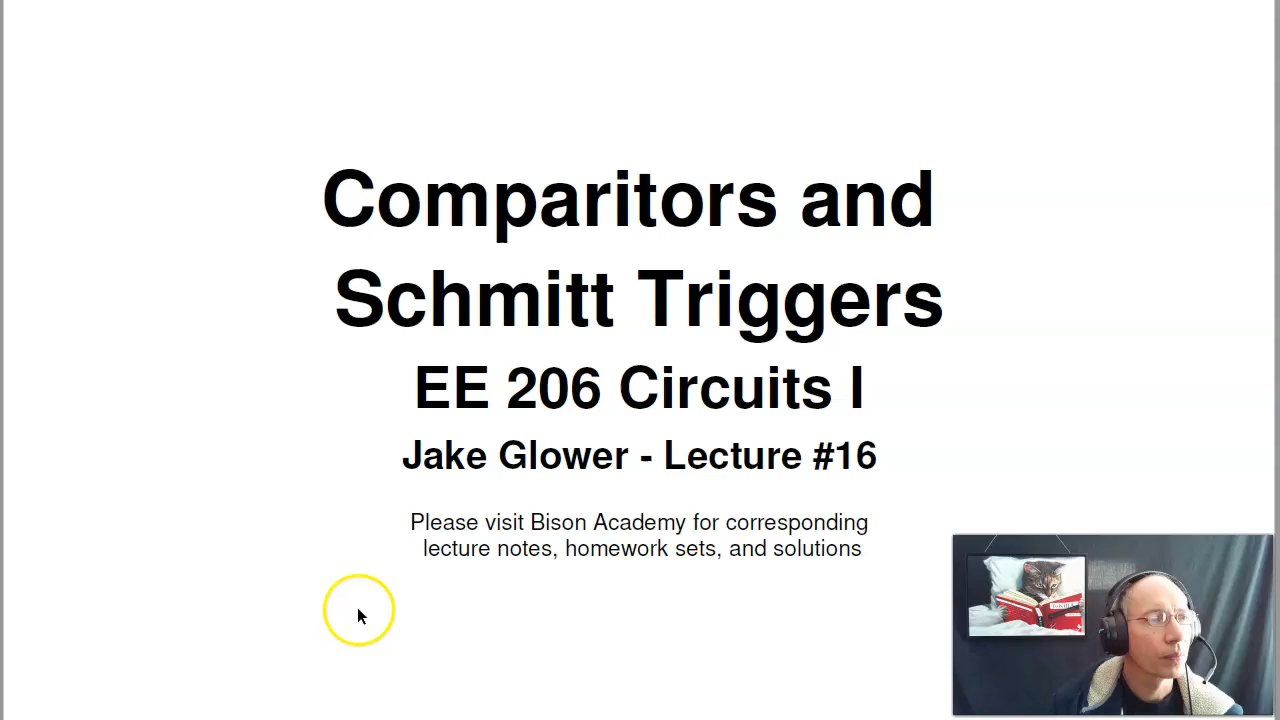 Comparitors and
Schmitt Triggers
EE 206 Circuits I
Jake Glower - Lecture #16
Please visit Bison Academy for corresponding
lecture notes, homework sets, and solutions